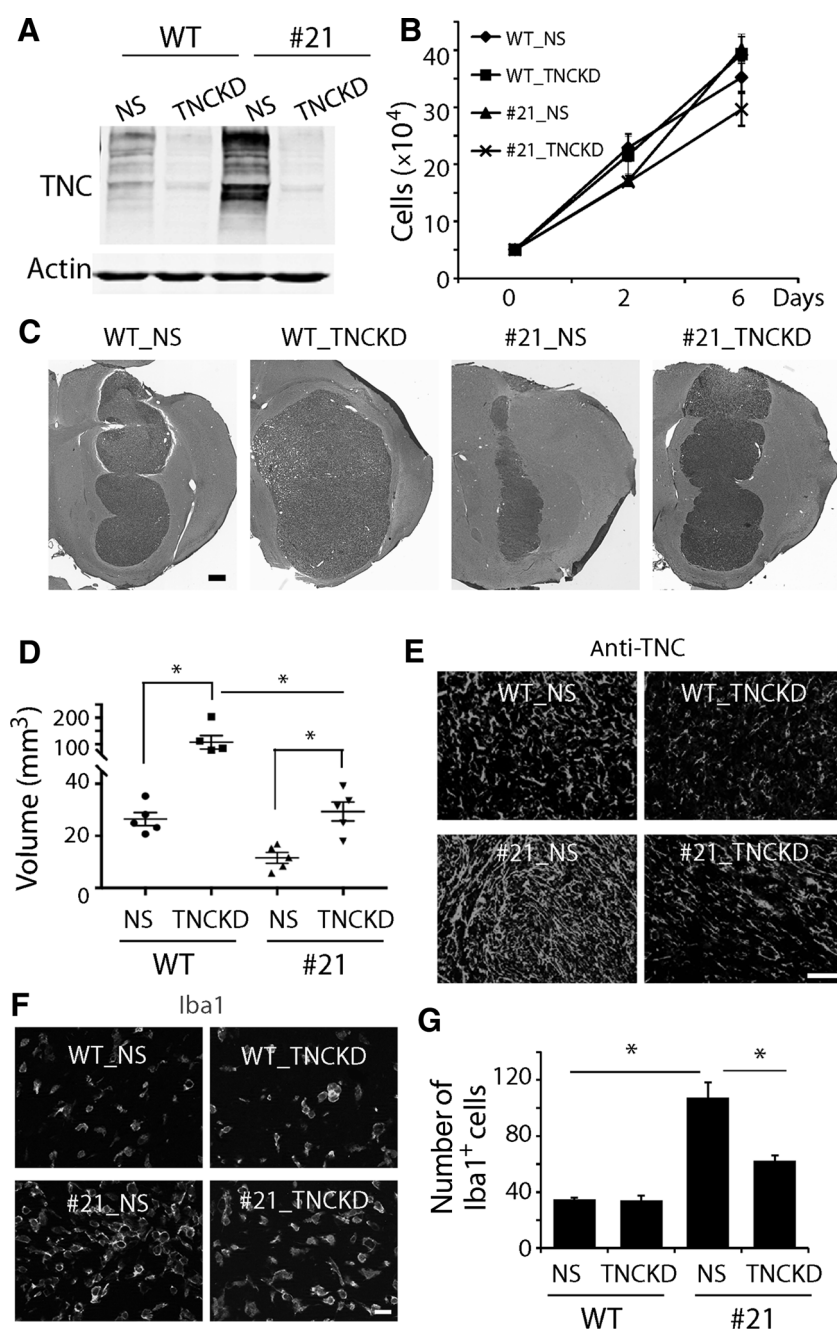 A
WT #21
NS TNCKD NS TNCKD
TNC
Actin
B
Cells (×10⁴)
40
30
20
10
0
WT_NS
WT_TNCKD
#21_NS
#21_TNCKD
0 2 6 Days
C
WT_NS WT_TNCKD #21_NS #21_TNCKD
D
Volume (mm³)
200
100
40
20
0
* * *
NS TNCKD NS TNCKD
WT #21
E
Anti-TNC
WT_NS WT_TNCKD
#21_NS #21_TNCKD
F
Iba1
WT_NS WT_TNCKD
#21_NS #21_TNCKD
G
Number of
Iba1⁺ cells
120
80
40
0
* *
NS TNCKD NS TNCKD
WT #21